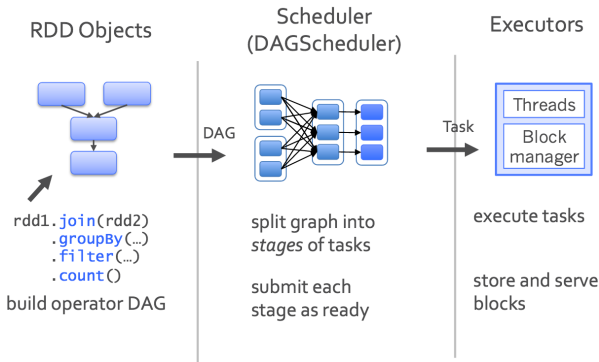 RDD Objects
rdd1.join(rdd2)
.groupBy(…)
.filter(…)
.count()
build operator DAG
DAG
Scheduler
(DAGScheduler)
split graph into
stages of tasks
submit each
stage as ready
Task
Executors
Threads
Block
manager
execute tasks
store and serve
blocks